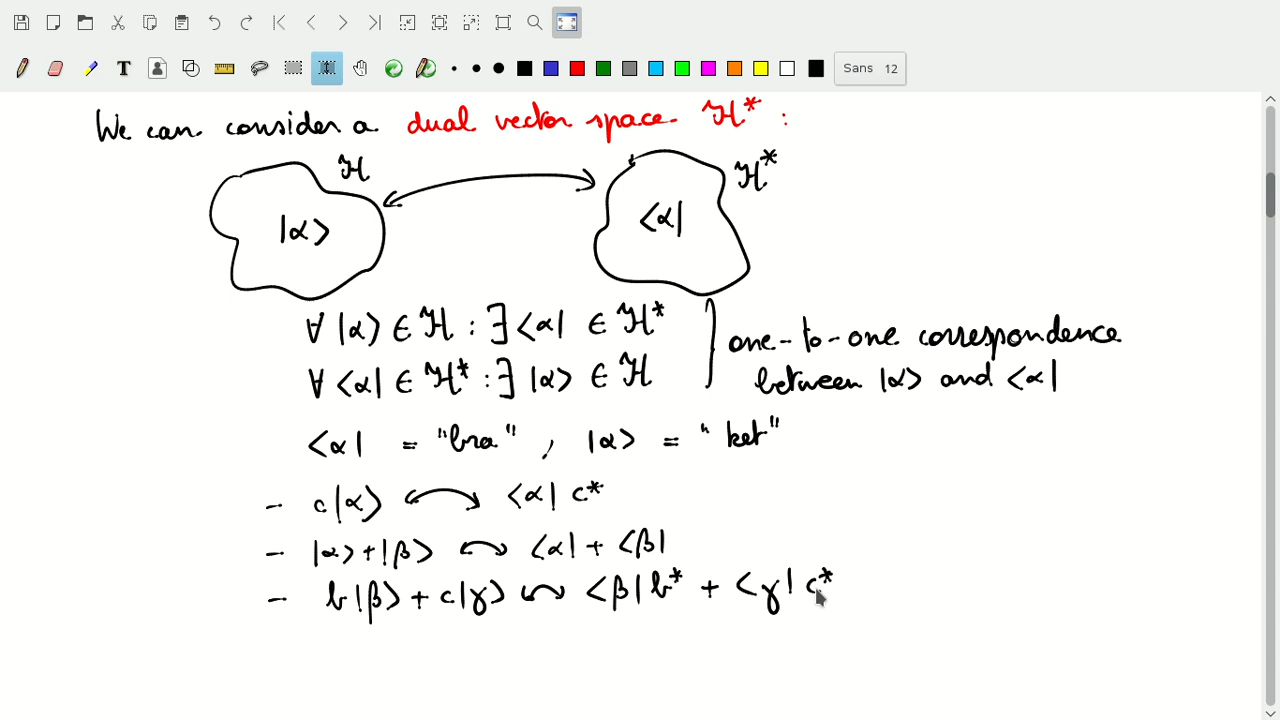 Sans 12
We can consider a dual vector space ℋ* :
ℋ
ℋ*
|α>
<α|
∀ |α> ∈ ℋ : ∃ <α| ∈ ℋ*
∀ <α| ∈ ℋ* : ∃ |α> ∈ ℋ
one-to-one correspondence
between |α> and <α|
<α| = "bra" , |α> = "ket"
- c|α> ↔ <α| c*
- |α>+|β> ↔ <α| + <β|
- b|β> + c|γ> ↔ <β|b* + <γ| c*